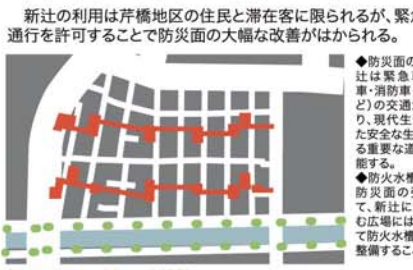 新辻の利用は芹橋地区の住民と滞在客に限られるが、緊急
通行を許可することで防災面の大幅な改善がはかられる。
◆防災面の
辻は緊急
車・消防車
ど)の交通
り、現代生
た安全な生
る重要な道
能する。
◆防火水槽
防災面の
て、新辻に
む広場には
て防火水槽
整備するこ